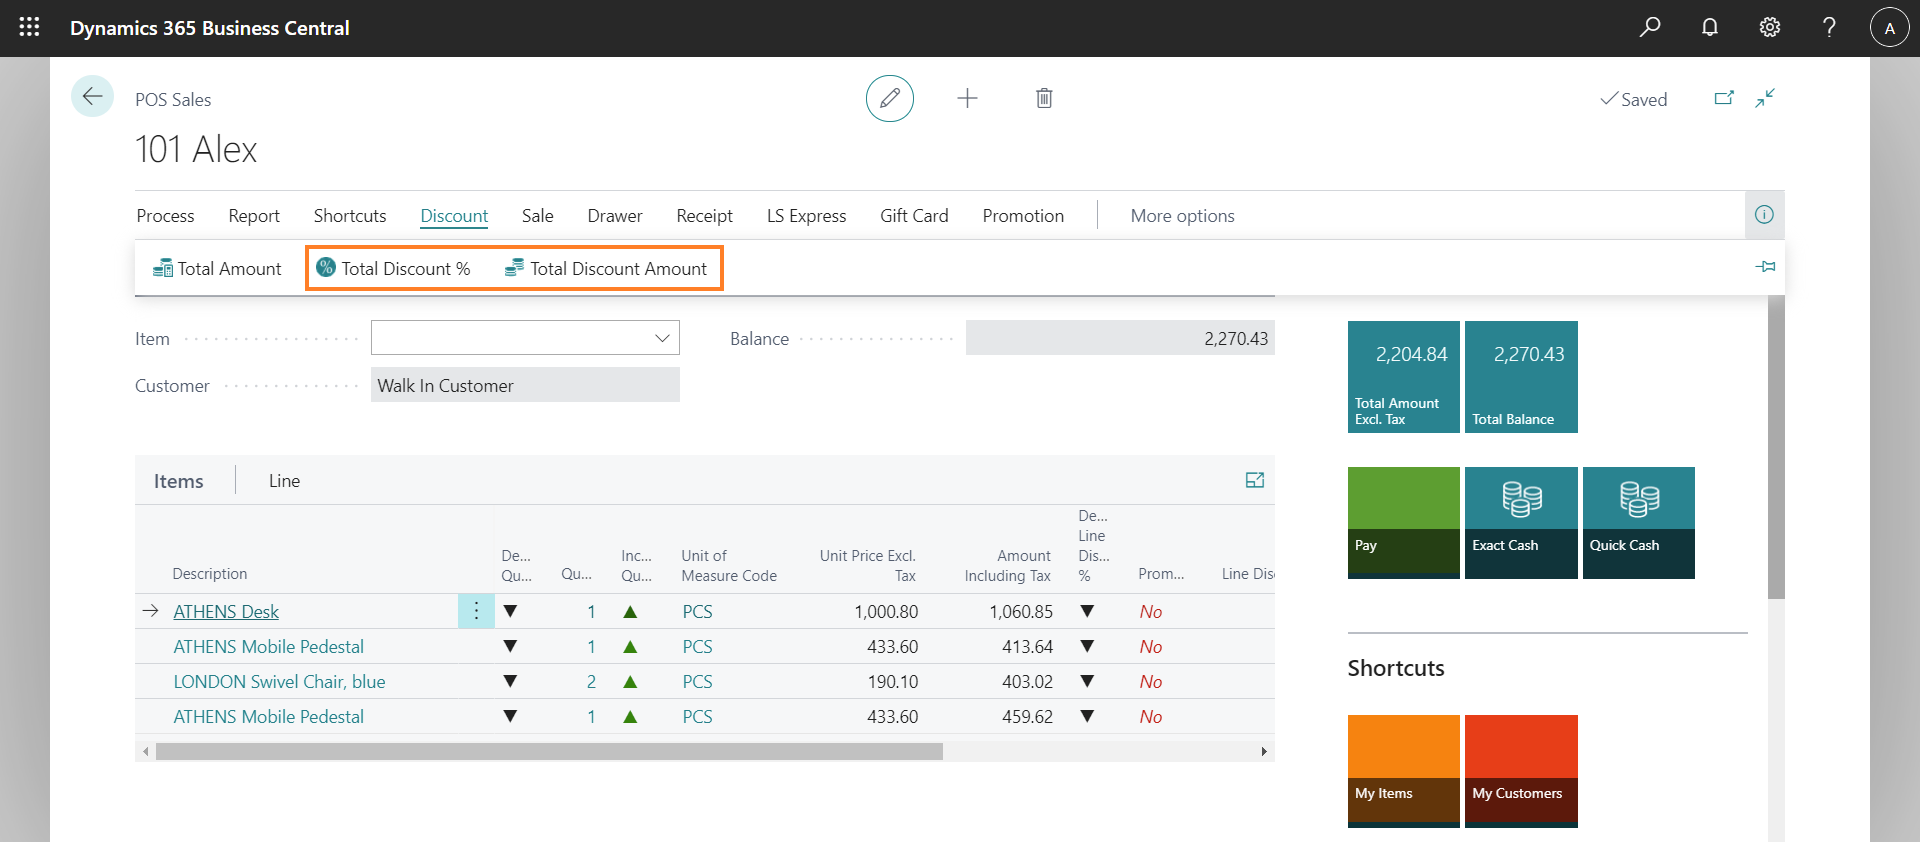 Dynamics 365 Business Central
A
POS Sales
Saved
101 Alex
Process Report Shortcuts Discount Sale Drawer Receipt LS Express Gift Card Promotion More options
Total Amount Total Discount % Total Discount Amount
Item
Balance 2,270.43
Customer Walk In Customer
2,204.84
Total Amount
Excl. Tax
2,270.43
Total Balance
Pay
Exact Cash
Quick Cash
Items Line
Description
De...
Qu...
Qu...
Inc...
Qu...
Unit of
Measure Code
Unit Price Excl.
Tax
Amount
Including Tax
De...
Line
Dis...
%
Prom...
Line Disc
ATHENS Desk 1 PCS 1,000.80 1,060.85 No
ATHENS Mobile Pedestal 1 PCS 433.60 413.64 No
LONDON Swivel Chair, blue 2 PCS 190.10 403.02 No
ATHENS Mobile Pedestal 1 PCS 433.60 459.62 No
Shortcuts
My Items
My Customers